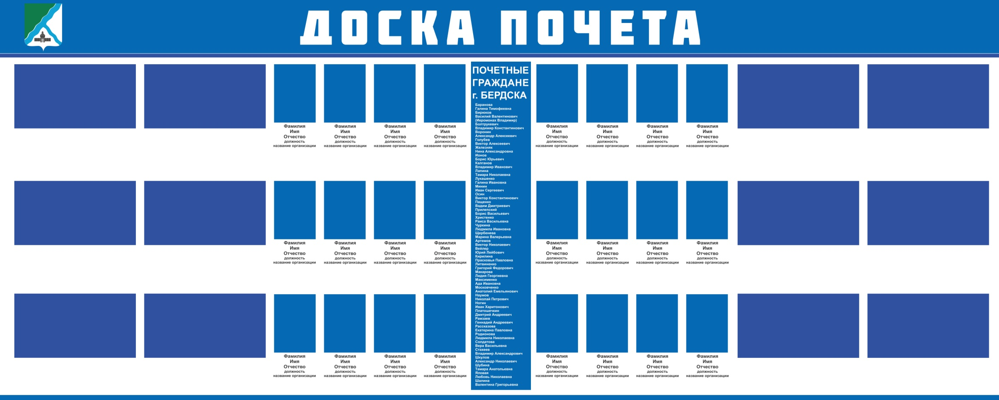 ДОСКА ПОЧЕТА
Фамилия
Имя
Отчество
должность
название организации
Фамилия
Имя
Отчество
должность
название организации
Фамилия
Имя
Отчество
должность
название организации
Фамилия
Имя
Отчество
должность
название организации
Фамилия
Имя
Отчество
должность
название организации
Фамилия
Имя
Отчество
должность
название организации
Фамилия
Имя
Отчество
должность
название организации
Фамилия
Имя
Отчество
должность
название организации
Фамилия
Имя
Отчество
должность
название организации
Фамилия
Имя
Отчество
должность
название организации
Фамилия
Имя
Отчество
должность
название организации
Фамилия
Имя
Отчество
должность
название организации
ПОЧЕТНЫЕ
ГРАЖДАНЕ
г. БЕРДСКА
Баранова
Галина Тимофеевна
Бирюков
Василий Валентинович
(Иеромонах Владимир)
Болтрукевич
Владимир Константинович
Воронин
Александр Алексеевич
Голубев
Виктор Алексеевич
Железняк
Нина Александровна
Ионов
Борис Юрьевич
Калганов
Владимир Иванович
Лапина
Тамара Николаевна
Лукашенко
Галина Ивановна
Минин
Иван Сергеевич
Осин
Виктор Константинович
Пащенко
Вадим Дмитриевич
Прилепский
Борис Васильевич
Христенко
Раиса Васильевна
Чуркина
Людмила Ивановна
Щербенева
Марина Валерьевна
Артемов
Виктор Николаевич
Вейлер
Юрий Лейбович
Кирилина
Прасковья Павловна
Литвиненко
Григорий Федорович
Макарова
Лидия Георгиевна
Максименко
Ада Ивановна
Московченко
Анатолий Емельянович
Наумов
Николай Петрович
Ногин
Иван Харитонович
Платошечкин
Дмитрий Андреевич
Рамзаев
Геннадий Андреевич
Рассказова
Екатерина Павловна
Родионова
Людмила Николаевна
Солдатова
Вера Васильевна
Стахеев
Владимир Александрович
Шкулов
Александр Николаевич
Шубина
Тамара Анатольевна
Яловая
Любовь Николаевна
Шалина
Валентина Григорьевна
Фамилия
Имя
Отчество
должность
название организации
Фамилия
Имя
Отчество
должность
название организации
Фамилия
Имя
Отчество
должность
название организации
Фамилия
Имя
Отчество
должность
название организации
Фамилия
Имя
Отчество
должность
название организации
Фамилия
Имя
Отчество
должность
название организации
Фамилия
Имя
Отчество
должность
название организации
Фамилия
Имя
Отчество
должность
название организации
Фамилия
Имя
Отчество
должность
название организации
Фамилия
Имя
Отчество
должность
название организации
Фамилия
Имя
Отчество
должность
название организации
Фамилия
Имя
Отчество
должность
название организации